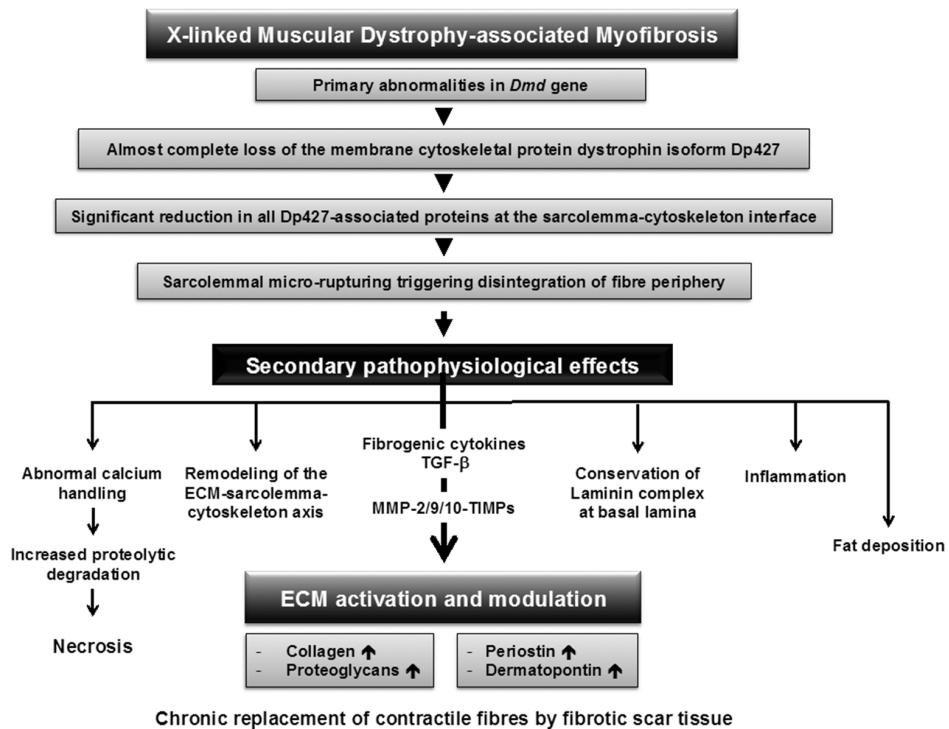 X-linked Muscular Dystrophy-associated Myofibrosis
Primary abnormalities in Dmd gene
Almost complete loss of the membrane cytoskeletal protein dystrophin isoform Dp427
Significant reduction in all Dp427-associated proteins at the sarcolemma-cytoskeleton interface
Sarcolemmal micro-rupturing triggering disintegration of fibre periphery
Secondary pathophysiological effects
Abnormal calcium
handling
Increased proteolytic
degradation
Necrosis
Remodeling of the
ECM-sarcolemma-
cytoskeleton axis
Fibrogenic cytokines
TGF-β
MMP-2/9/10-TIMPs
Conservation of
Laminin complex
at basal lamina
Inflammation
Fat deposition
ECM activation and modulation
- Collagen ↑
- Proteoglycans ↑
- Periostin ↑
- Dermatopontin ↑
Chronic replacement of contractile fibres by fibrotic scar tissue